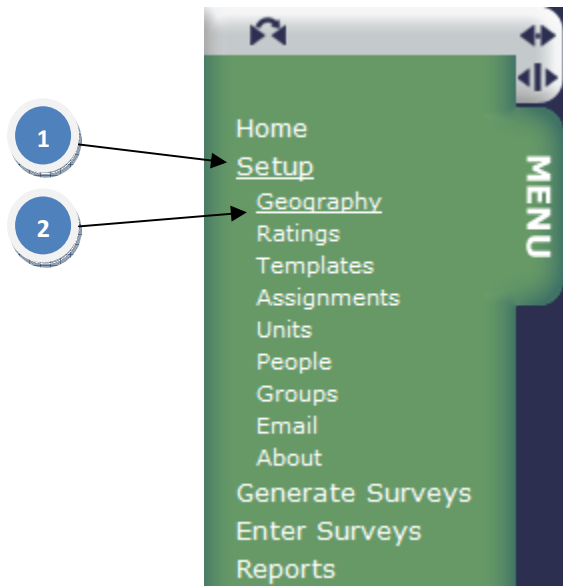 1
2
Home
Setup
Geography
Ratings
Templates
Assignments
Units
People
Groups
Email
About
Generate Surveys
Enter Surveys
Reports
MENU